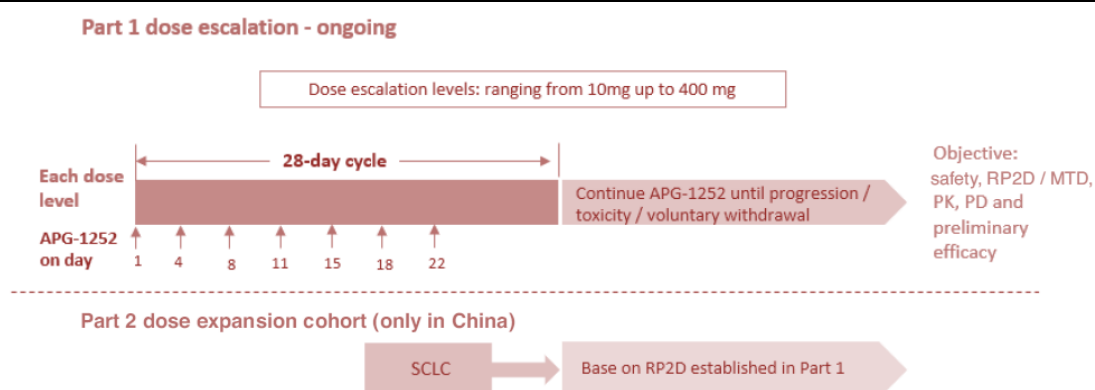 Part 1 dose escalation - ongoing
Dose escalation levels: ranging from 10mg up to 400 mg
28-day cycle
Each dose
level
Continue APG-1252 until progression /
toxicity / voluntary withdrawal
Objective:
safety, RP2D / MTD,
PK, PD and
preliminary
efficacy
APG-1252
on day
1 4 8 11 15 18 22
Part 2 dose expansion cohort (only in China)
SCLC
Base on RP2D established in Part 1